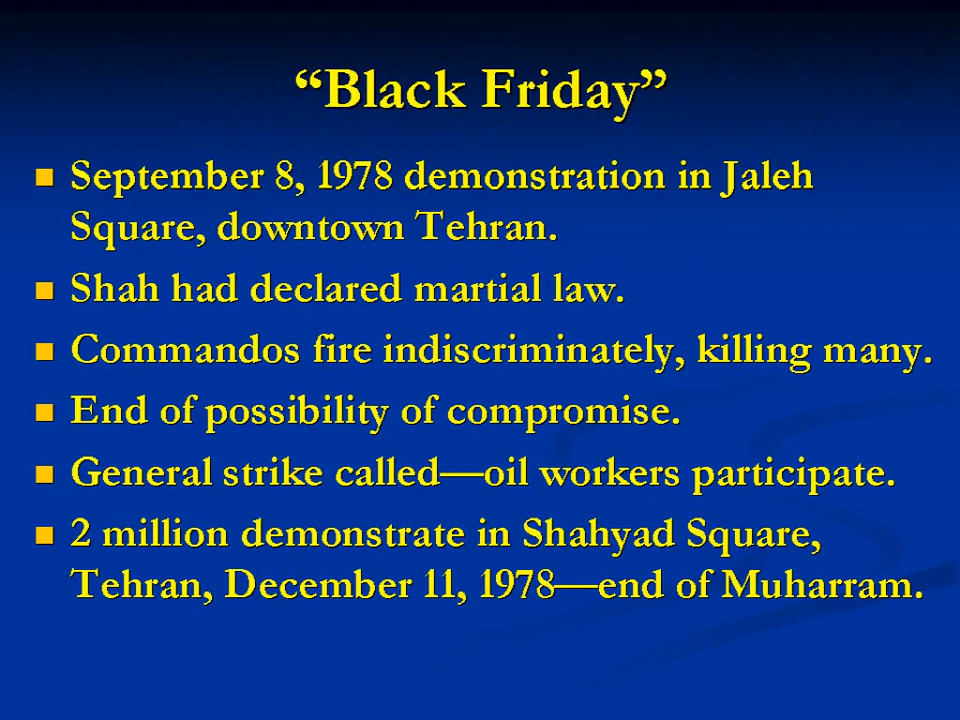 “Black Friday”
September 8, 1978 demonstration in Jaleh
Square, downtown Tehran.
Shah had declared martial law.
Commandos fire indiscriminately, killing many.
End of possibility of compromise.
General strike called—oil workers participate.
2 million demonstrate in Shahyad Square,
Tehran, December 11, 1978—end of Muharram.